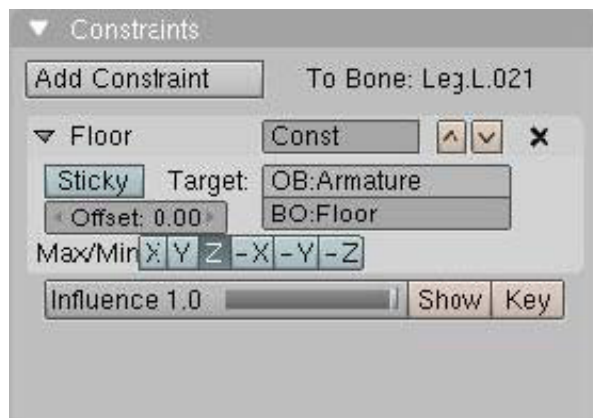 Constraints
Add Constraint To Bone: Leg.L.021
Floor Const
Sticky Target: OB:Armature
Offset: 0.00 BO:Floor
Max/Min X Y Z -X -Y -Z
Influence 1.0 Show Key